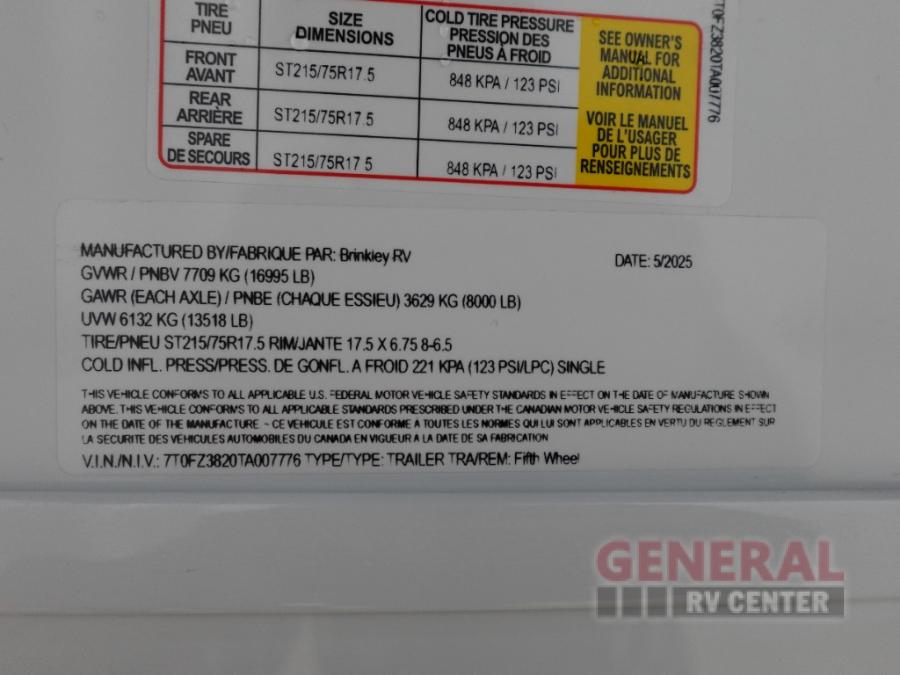 TIRE PNEU SIZE DIMENSIONS COLD TIRE PRESSURE PRESSION DES PNEUS À FROID
FRONT AVANT ST215/75R17.5 848 KPA / 123 PSI
REAR ARRIÈRE ST215/75R17.5 848 KPA / 123 PSI
SPARE DE SECOURS ST215/75R17 5 848 KPA / 123 PSI
SEE OWNER'S
MANUAL FOR
ADDITIONAL
INFORMATION
VOIR LE MANUEL
DE L'USAGER
POUR PLUS DE
RENSEIGNEMENTS
T0FZ3820TA007776
MANUFACTURED BY/FABRIQUE PAR: Brinkley RV DATE: 5/2025
GVWR / PNBV 7709 KG (16995 LB)
GAWR (EACH AXLE) / PNBE (CHAQUE ESSIEU) 3629 KG (8000 LB)
UVW 6132 KG (13518 LB)
TIRE/PNEU ST215/75R17.5 RIM/JANTE 17.5 X 6.75 8-6.5
COLD INFL. PRESS/PRESS. DE GONFL. A FROID 221 KPA (123 PSI/LPC) SINGLE
THIS VEHICLE CONFORMS TO ALL APPLICABLE U.S. FEDERAL MOTOR VEHICLE SAFETY STANDARDS IN EFFECT ON THE DATE OF MANUFACTURE SHOWN
ABOVE. THIS VEHICLE CONFORMS TO ALL APPLICABLE STANDARDS PRESCRIBED UNDER THE CANADIAN MOTOR VEHICLE SAFETY REGULATIONS IN EFFECT
ON THE DATE OF THE MANUFACTURE ~ CE VEHICULE EST CONFORME A TOUTES LES NORMES QUI LUI SONT APPLICABLES EN VERTU DU REGLEMENT SUR
LA SECURITE DES VEHICULES AUTOMOBILES DU CANADA EN VIGUEUR A LA DATE DE SA FABRICATION
V.I.N./N.I.V.: 7T0FZ3820TA007776 TYPE/TYPE: TRAILER TRA/REM: Fifth Wheel
GENERAL
RV CENTER